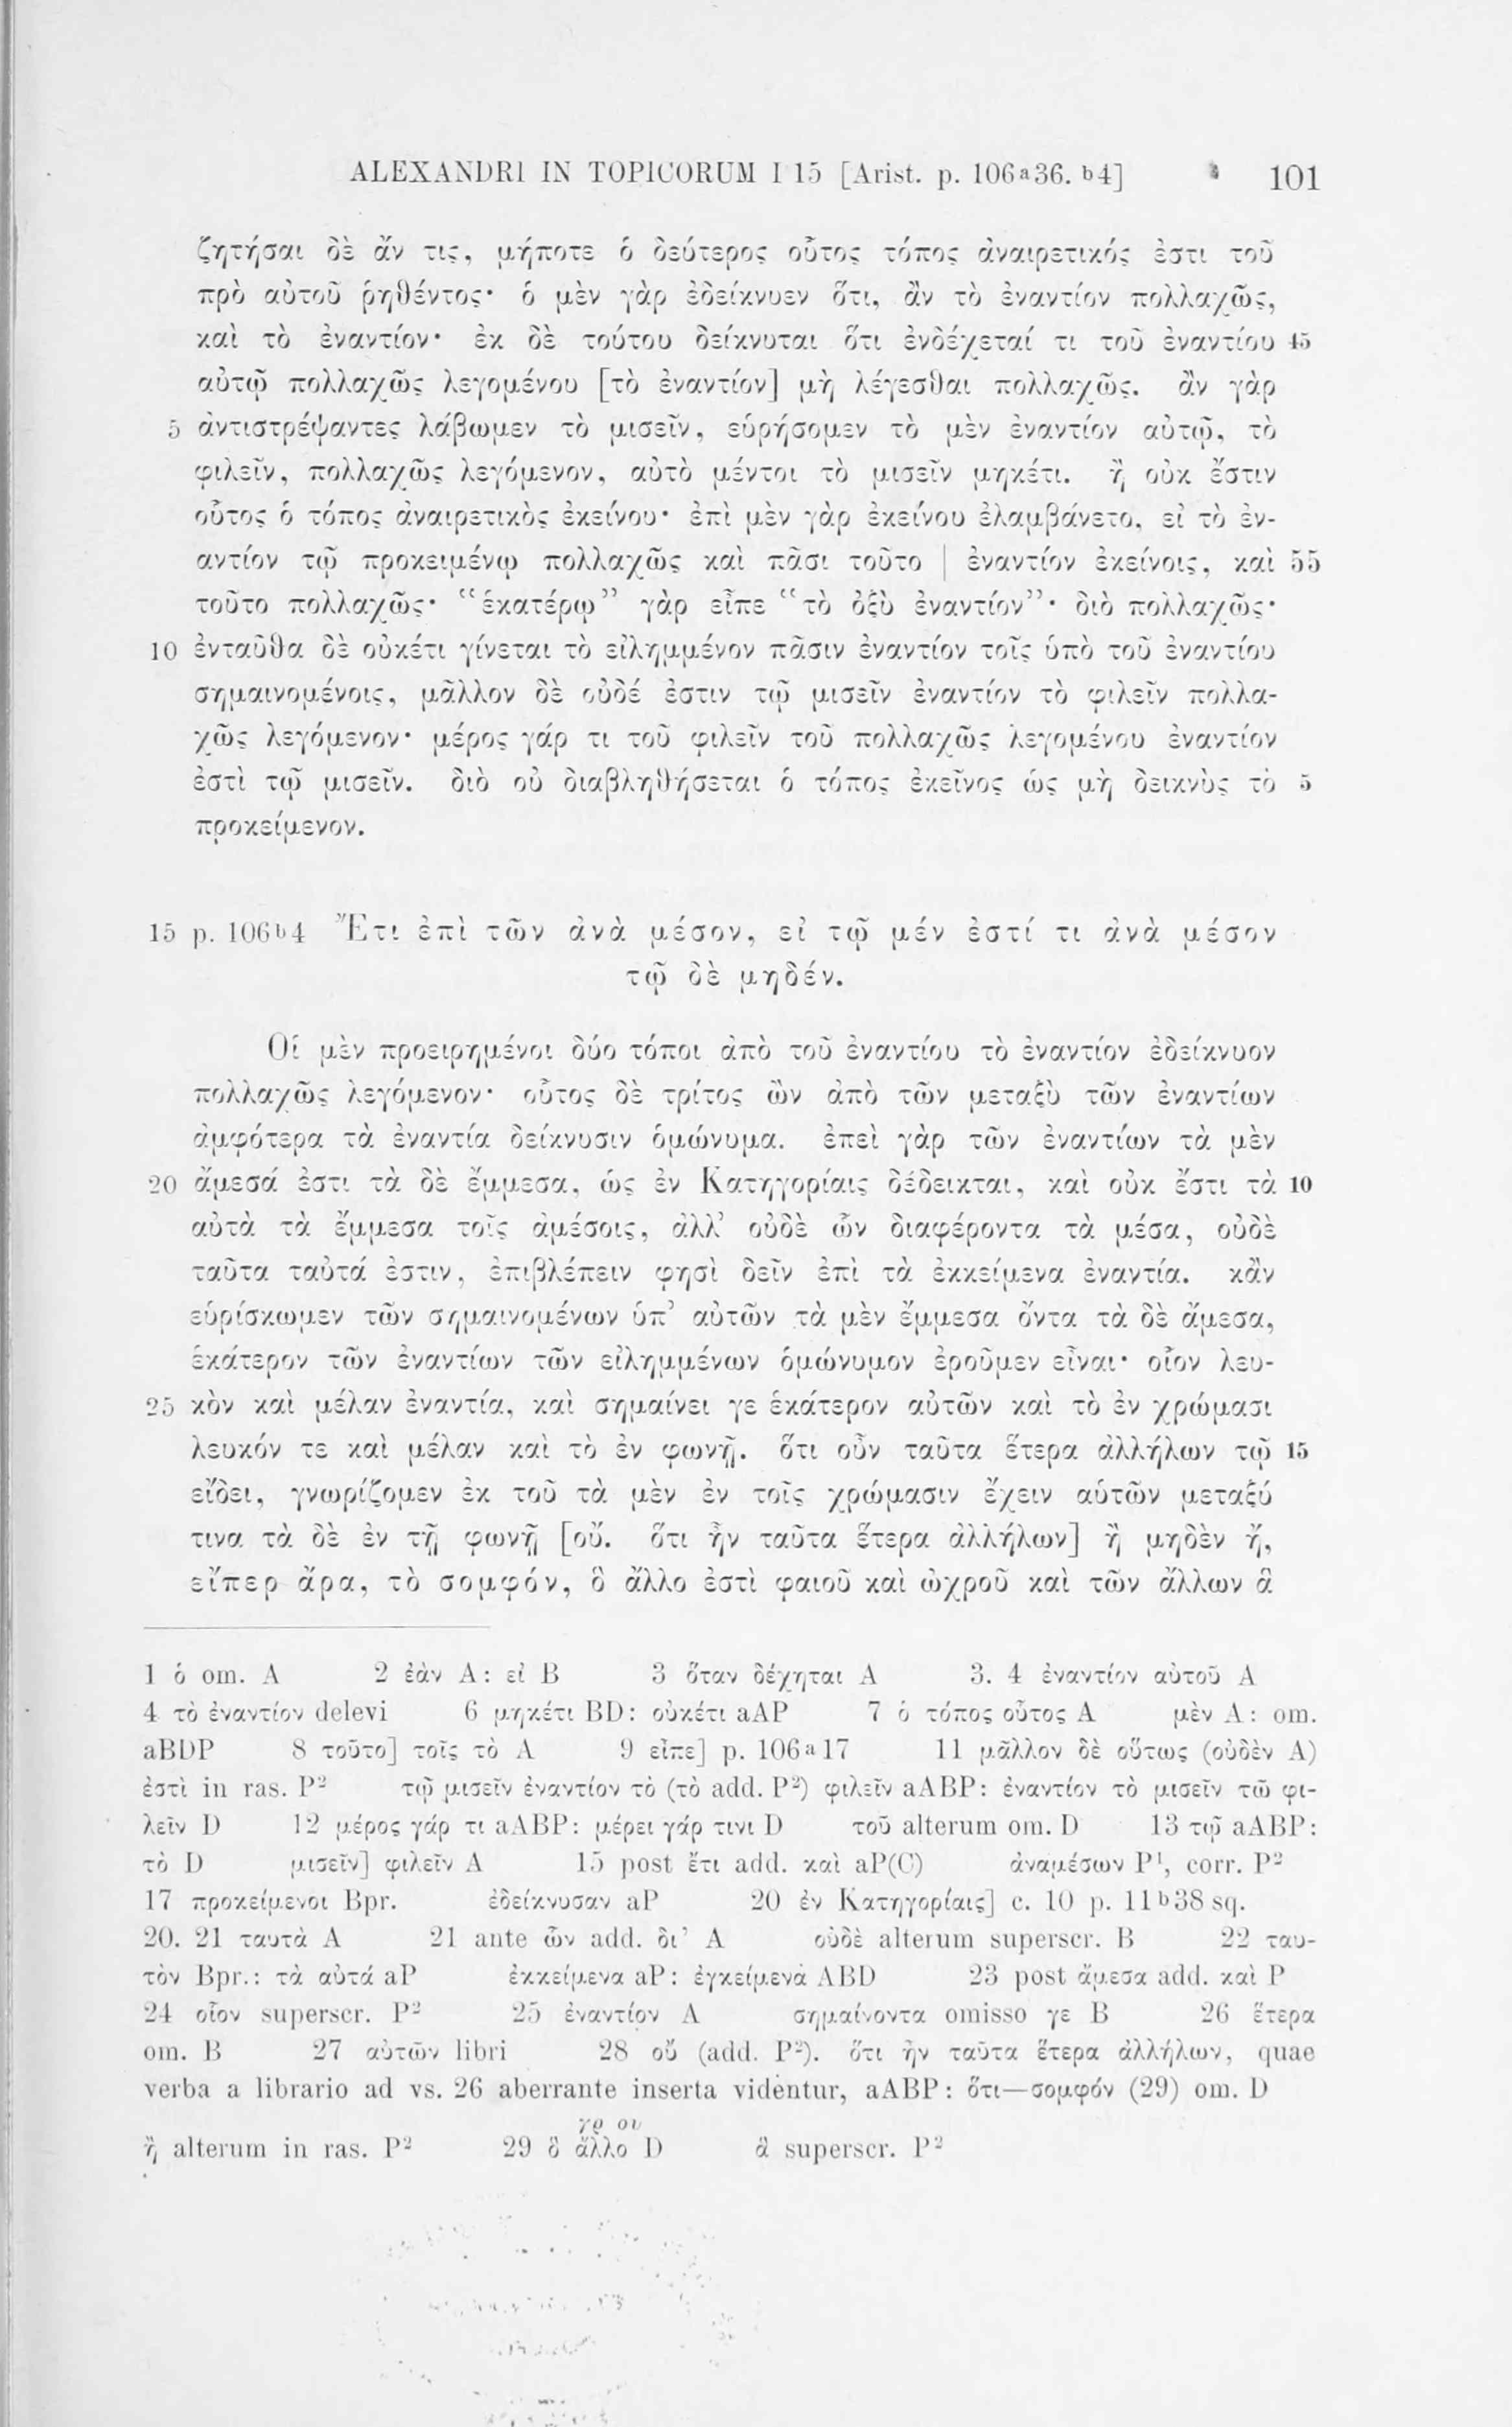 ALEXANDRI IN TOPICORUM I 15 [Arist. p. 106ᵃ36. ᵇ4] 101
ζητήσαι δὲ ἄν τις, μήποτε ὁ δεύτερος οὗτος τόπος ἀναιρετικός ἐστι τοῦ
πρὸ αὐτοῦ ῥηθέντος· ὁ μὲν γὰρ ἐδείκνυεν ὅτι, ἂν τὸ ἐναντίον πολλαχῶς,
καὶ τὸ ἐναντίον· ἐκ δὲ τούτου δείκνυται ὅτι ἐνδέχεταί τι τοῦ ἐναντίου 45
αὐτῷ πολλαχῶς λεγομένου [τὸ ἐναντίον] μὴ λέγεσθαι πολλαχῶς. ἂν γὰρ
5 ἀντιστρέψαντες λάβωμεν τὸ μισεῖν, εὑρήσομεν τὸ μὲν ἐναντίον αὐτῷ, τὸ
φιλεῖν, πολλαχῶς λεγόμενον, αὐτὸ μέντοι τὸ μισεῖν μηκέτι. ἢ οὐκ ἔστιν
οὗτος ὁ τόπος ἀναιρετικὸς ἐκείνου· ἐπὶ μὲν γὰρ ἐκείνου ἐλαμβάνετο, εἰ τὸ ἐν-
αντίον τῷ προκειμένῳ πολλαχῶς καὶ πᾶσι τοῦτο | ἐναντίον ἐκείνοις, καὶ 55
τοῦτο πολλαχῶς· “ἑκατέρῳ” γὰρ εἶπε “τὸ ὀξὺ ἐναντίον”· διὸ πολλαχῶς·
10 ἐνταῦθα δὲ οὐκέτι γίνεται τὸ εἰλημμένον πᾶσιν ἐναντίον τοῖς ὑπὸ τοῦ ἐναντίου
σημαινομένοις, μᾶλλον δὲ οὐδέ ἐστιν τῷ μισεῖν ἐναντίον τὸ φιλεῖν πολλα-
χῶς λεγόμενον· μέρος γάρ τι τοῦ φιλεῖν τοῦ πολλαχῶς λεγομένου ἐναντίον
ἐστὶ τῷ μισεῖν. διὸ οὐ διαβληθήσεται ὁ τόπος ἐκεῖνος ὡς μὴ δεικνὺς τὸ 5
προκείμενον.
15 p. 106ᵇ4 Ἔτι ἐπὶ τῶν ἀνὰ μέσον, εἰ τῷ μέν ἐστί τι ἀνὰ μέσον
τῷ δὲ μηδέν.
Οἱ μὲν προειρημένοι δύο τόποι ἀπὸ τοῦ ἐναντίου τὸ ἐναντίον ἐδείκνυον
πολλαχῶς λεγόμενον· οὗτος δὲ τρίτος ὢν ἀπὸ τῶν μεταξὺ τῶν ἐναντίων
ἀμφότερα τὰ ἐναντία δείκνυσιν ὁμώνυμα. ἐπεὶ γὰρ τῶν ἐναντίων τὰ μὲν
20 ἄμεσά ἐστι τὰ δὲ ἔμμεσα, ὡς ἐν Κατηγορίαις δέδεικται, καὶ οὐκ ἔστι τὰ 10
αὐτὰ τὰ ἔμμεσα τοῖς ἀμέσοις, ἀλλ’ οὐδὲ ὧν διαφέροντα τὰ μέσα, οὐδὲ
ταῦτα ταὐτά ἐστιν, ἐπιβλέπειν φησὶ δεῖν ἐπὶ τὰ ἐκκείμενα ἐναντία. κἂν
εὑρίσκωμεν τῶν σημαινομένων ὑπ’ αὐτῶν τὰ μὲν ἔμμεσα ὄντα τὰ δὲ ἄμεσα,
ἑκάτερον τῶν ἐναντίων τῶν εἰλημμένων ὁμώνυμον ἐροῦμεν εἶναι· οἷον λευ-
25 κὸν καὶ μέλαν ἐναντία, καὶ σημαίνει γε ἑκάτερον αὐτῶν καὶ τὸ ἐν χρώμασι
λευκόν τε καὶ μέλαν καὶ τὸ ἐν φωνῇ. ὅτι οὖν ταῦτα ἕτερα ἀλλήλων τῷ 15
εἴδει, γνωρίζομεν ἐκ τοῦ τὰ μὲν ἐν τοῖς χρώμασιν ἔχειν αὑτῶν μεταξύ
τινα τὰ δὲ ἐν τῇ φωνῇ [οὔ. ὅτι ἦν ταῦτα ἕτερα ἀλλήλων] ἢ μηδὲν ἤ,
εἴπερ ἄρα, τὸ σομφόν, ὃ ἄλλο ἐστὶ φαιοῦ καὶ ὠχροῦ καὶ τῶν ἄλλων ἃ
1 ὁ om. A 2 ἐὰν A: εἰ B 3 ὅταν δέχηται A 3. 4 ἐναντίον αὐτοῦ A
4 τὸ ἐναντίον delevi 6 μηκέτι BD: οὐκέτι aAP 7 ὁ τόπος οὗτος A μὲν A: om.
aBDP 8 τοῦτο] τοῖς τὸ A 9 εἶπε] p. 106ᵃ17 11 μᾶλλον δὲ οὕτως (οὐδὲν A)
ἐστὶ in ras. P² τῷ μισεῖν ἐναντίον τὸ (τὸ add. P²) φιλεῖν aABP: ἐναντίον τὸ μισεῖν τῶ φι-
λεῖν D 12 μέρος γάρ τι aABP: μέρει γάρ τινι D τοῦ alterum om. D 13 τῷ aABP:
τὸ D μισεῖν] φιλεῖν A 15 post ἔτι add. καὶ aP(C) ἀναμέσων P¹, corr. P²
17 προκείμενοι Bpr. ἐδείκνυσαν aP 20 ἐν Κατηγορίαις] c. 10 p. 11ᵇ38 sq.
20. 21 ταυτὰ A 21 ante ὧν add. δι’ A οὐδὲ alterum superscr. B 22 ταυ-
τὸν Bpr.: τὰ αὐτά aP ἐκκείμενα aP: ἐγκείμενα ABD 23 post ἄμεσα add. καὶ P
24 οἷον superscr. P² 25 ἐναντίον A σημαίνοντα omisso γε B 26 ἕτερα
om. B 27 αὐτῶν libri 28 οὔ (add. P²). ὅτι ἦν ταῦτα ἕτερα ἀλλήλων, quae
verba a librario ad vs. 26 aberrante inserta videntur, aABP: ὅτι—σομφόν (29) om. D
γρ ου
ἢ alterum in ras. P² 29 ὃ ἄλλο D ἃ superscr. P²